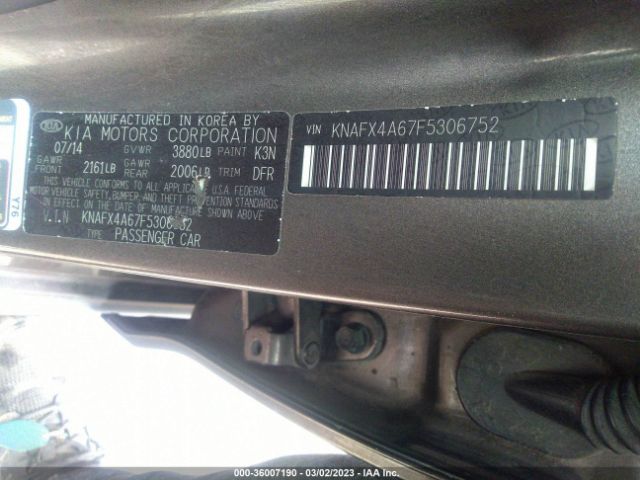 MANUFACTURED IN KOREA BY
KIA KIA MOTORS CORPORATION
07/14 GVWR 3880LB PAINT K3N
GAWR FRONT 2161LB GAWR REAR 2006LB TRIM DFR
THIS VEHICLE CONFORMS TO ALL APPLICABLE U.S.A. FEDERAL
MOTOR VEHICLE SAFETY, BUMPER, AND THEFT PREVENTION STANDARDS
IN EFFECT ON THE DATE OF MANUFACTURE SHOWN ABOVE.
V.I.N KNAFX4A67F5306752
TYPE PASSENGER CAR
VIN KNAFX4A67F5306752
Y76
000-36007190 - 03/02/2023 - IAA Inc.